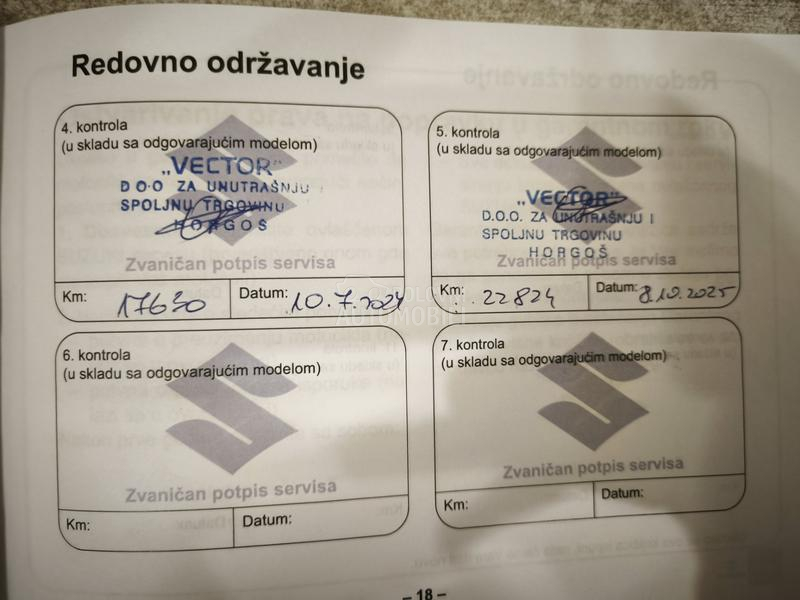 Redovno održavanje
4. kontrola
(u skladu sa odgovarajućim modelom)
„VECTOR"
D.O.O ZA UNUTRAŠNJU I
SPOLJNU TRGOVINU
HORGOŠ
Zvaničan potpis servisa
Km: 17630 Datum: 10.7.2024
5. kontrola
(u skladu sa odgovarajućim modelom)
„VECTOR"
D.O.O. ZA UNUTRAŠNJU I
SPOLJNU TRGOVINU
HORGOŠ
Zvaničan potpis servisa
Km: 22824 Datum: 8.10.2025
6. kontrola
(u skladu sa odgovarajućim modelom)
Zvaničan potpis servisa
Km: Datum:
7. kontrola
(u skladu sa odgovarajućim modelom)
Zvaničan potpis servisa
Km: Datum:
– 18 –